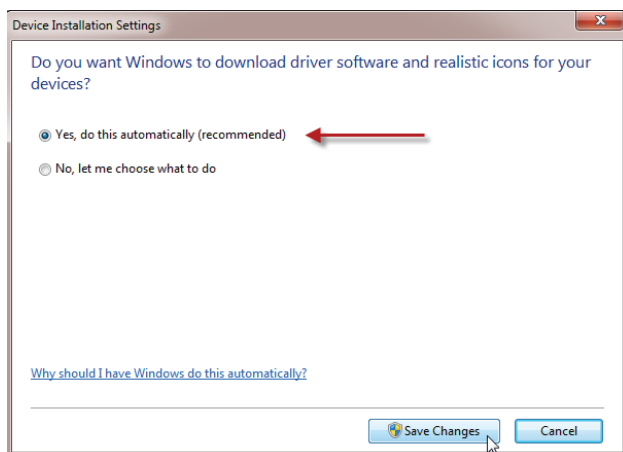 Device Installation Settings
Do you want Windows to download driver software and realistic icons for your
devices?
Yes, do this automatically (recommended)
No, let me choose what to do
Why should I have Windows do this automatically?
Save Changes
Cancel